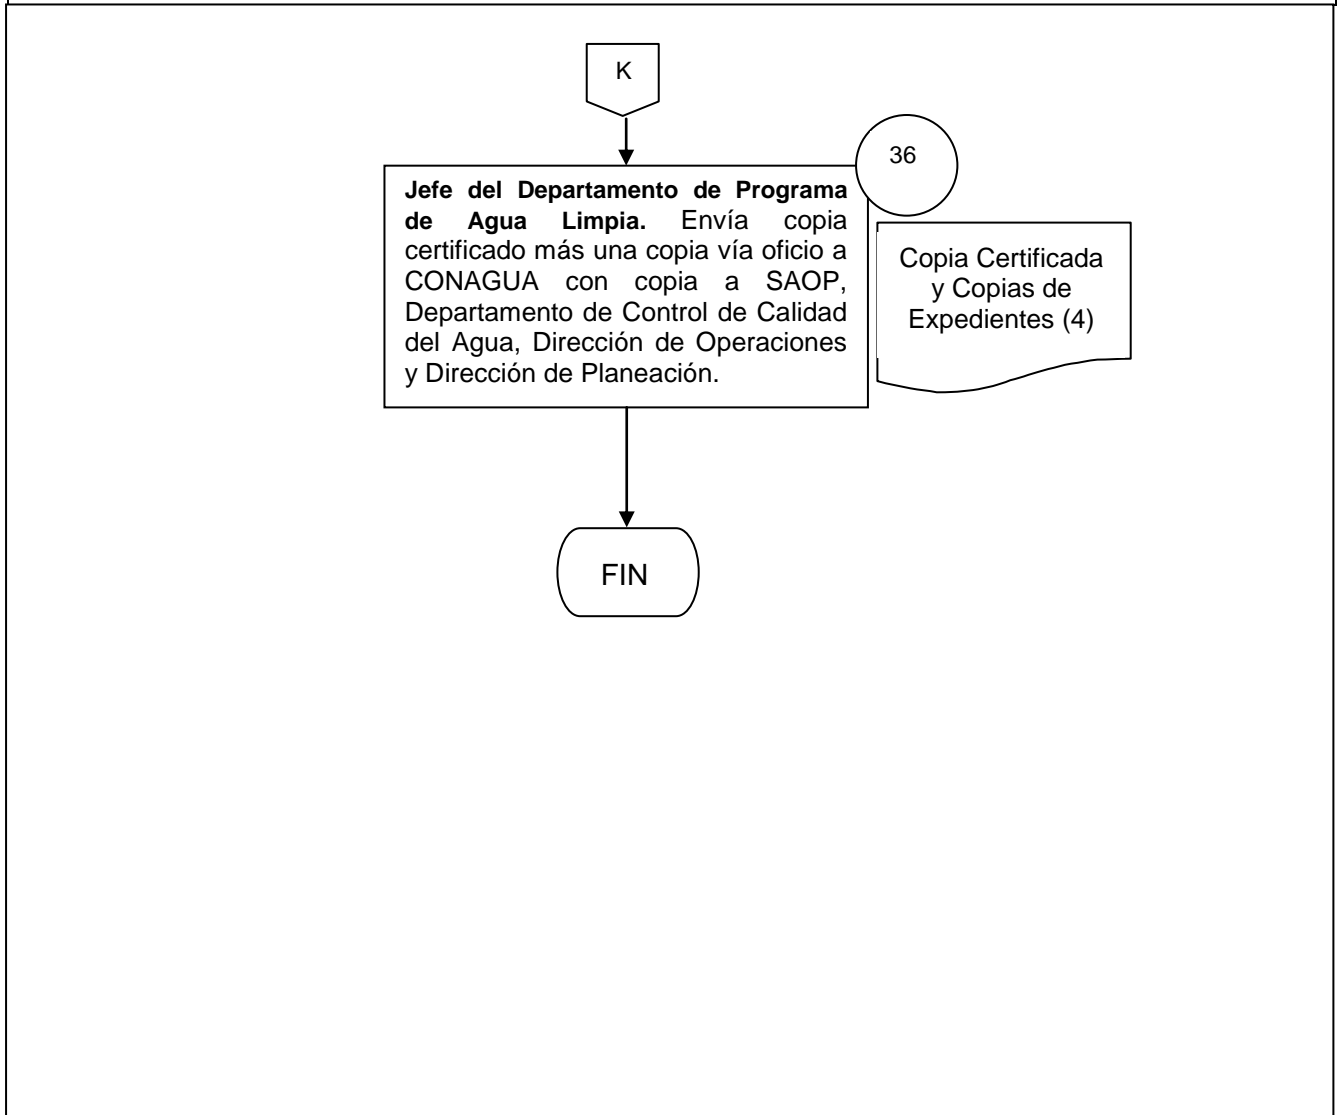 K
36
Jefe del Departamento de Programa
de Agua Limpia. Envía copia
certificado más una copia vía oficio a
CONAGUA con copia a SAOP,
Departamento de Control de Calidad
del Agua, Dirección de Operaciones
y Dirección de Planeación.
Copia Certificada
y Copias de
Expedientes (4)
FIN